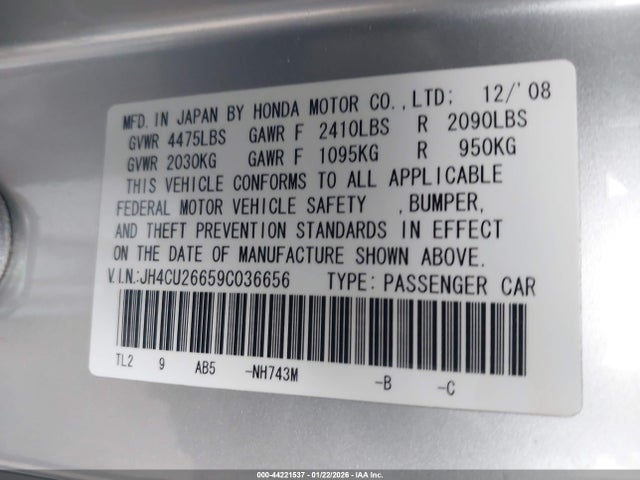 MFD. IN JAPAN BY HONDA MOTOR CO.,LTD; 12/'08
GVWR 4475LBS GAWR F 2410LBS R 2090LBS
GVWR 2030KG GAWR F 1095KG R 950KG
THIS VEHICLE CONFORMS TO ALL APPLICABLE
FEDERAL MOTOR VEHICLE SAFETY ,BUMPER,
AND THEFT PREVENTION STANDARDS IN EFFECT
ON THE DATE OF MANUFACTURE SHOWN ABOVE.
V.I.N.:JH4CU26659C036656 TYPE: PASSENGER CAR
TL2 9 AB5 -NH743M -B -C
000-44221537 - 01/22/2026 - IAA Inc.